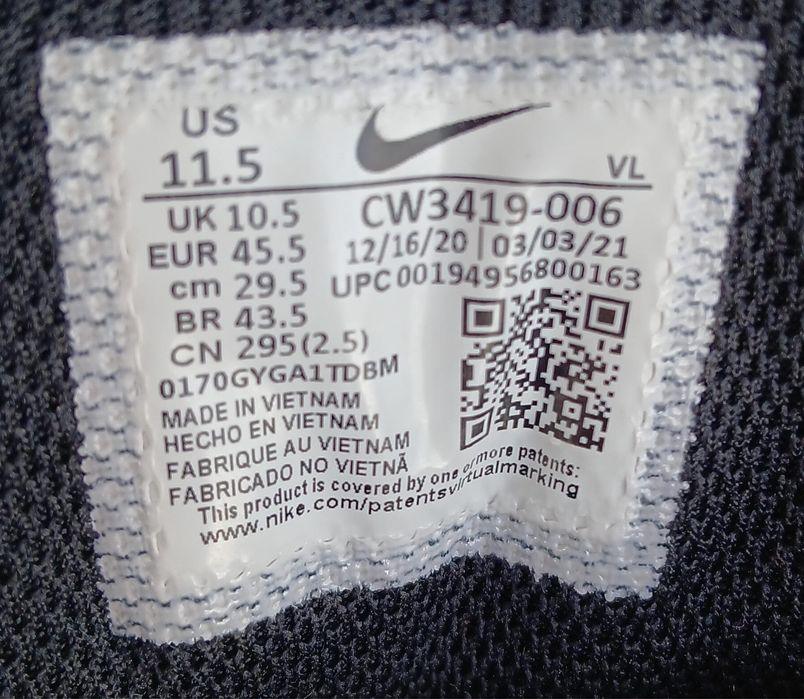 US
11.5
VL
UK 10.5
EUR 45.5
cm 29.5
BR 43.5
CN 295(2.5)
CW3419-006
12/16/20 | 03/03/21
UPC 00194956800163
0170GYGA1TDBM
MADE IN VIETNAM
HECHO EN VIETNAM
FABRIQUE AU VIETNAM
FABRICADO NO VIETNÃ
This product is covered by one or more patents:
www.nike.com/patentsvirtualmarking